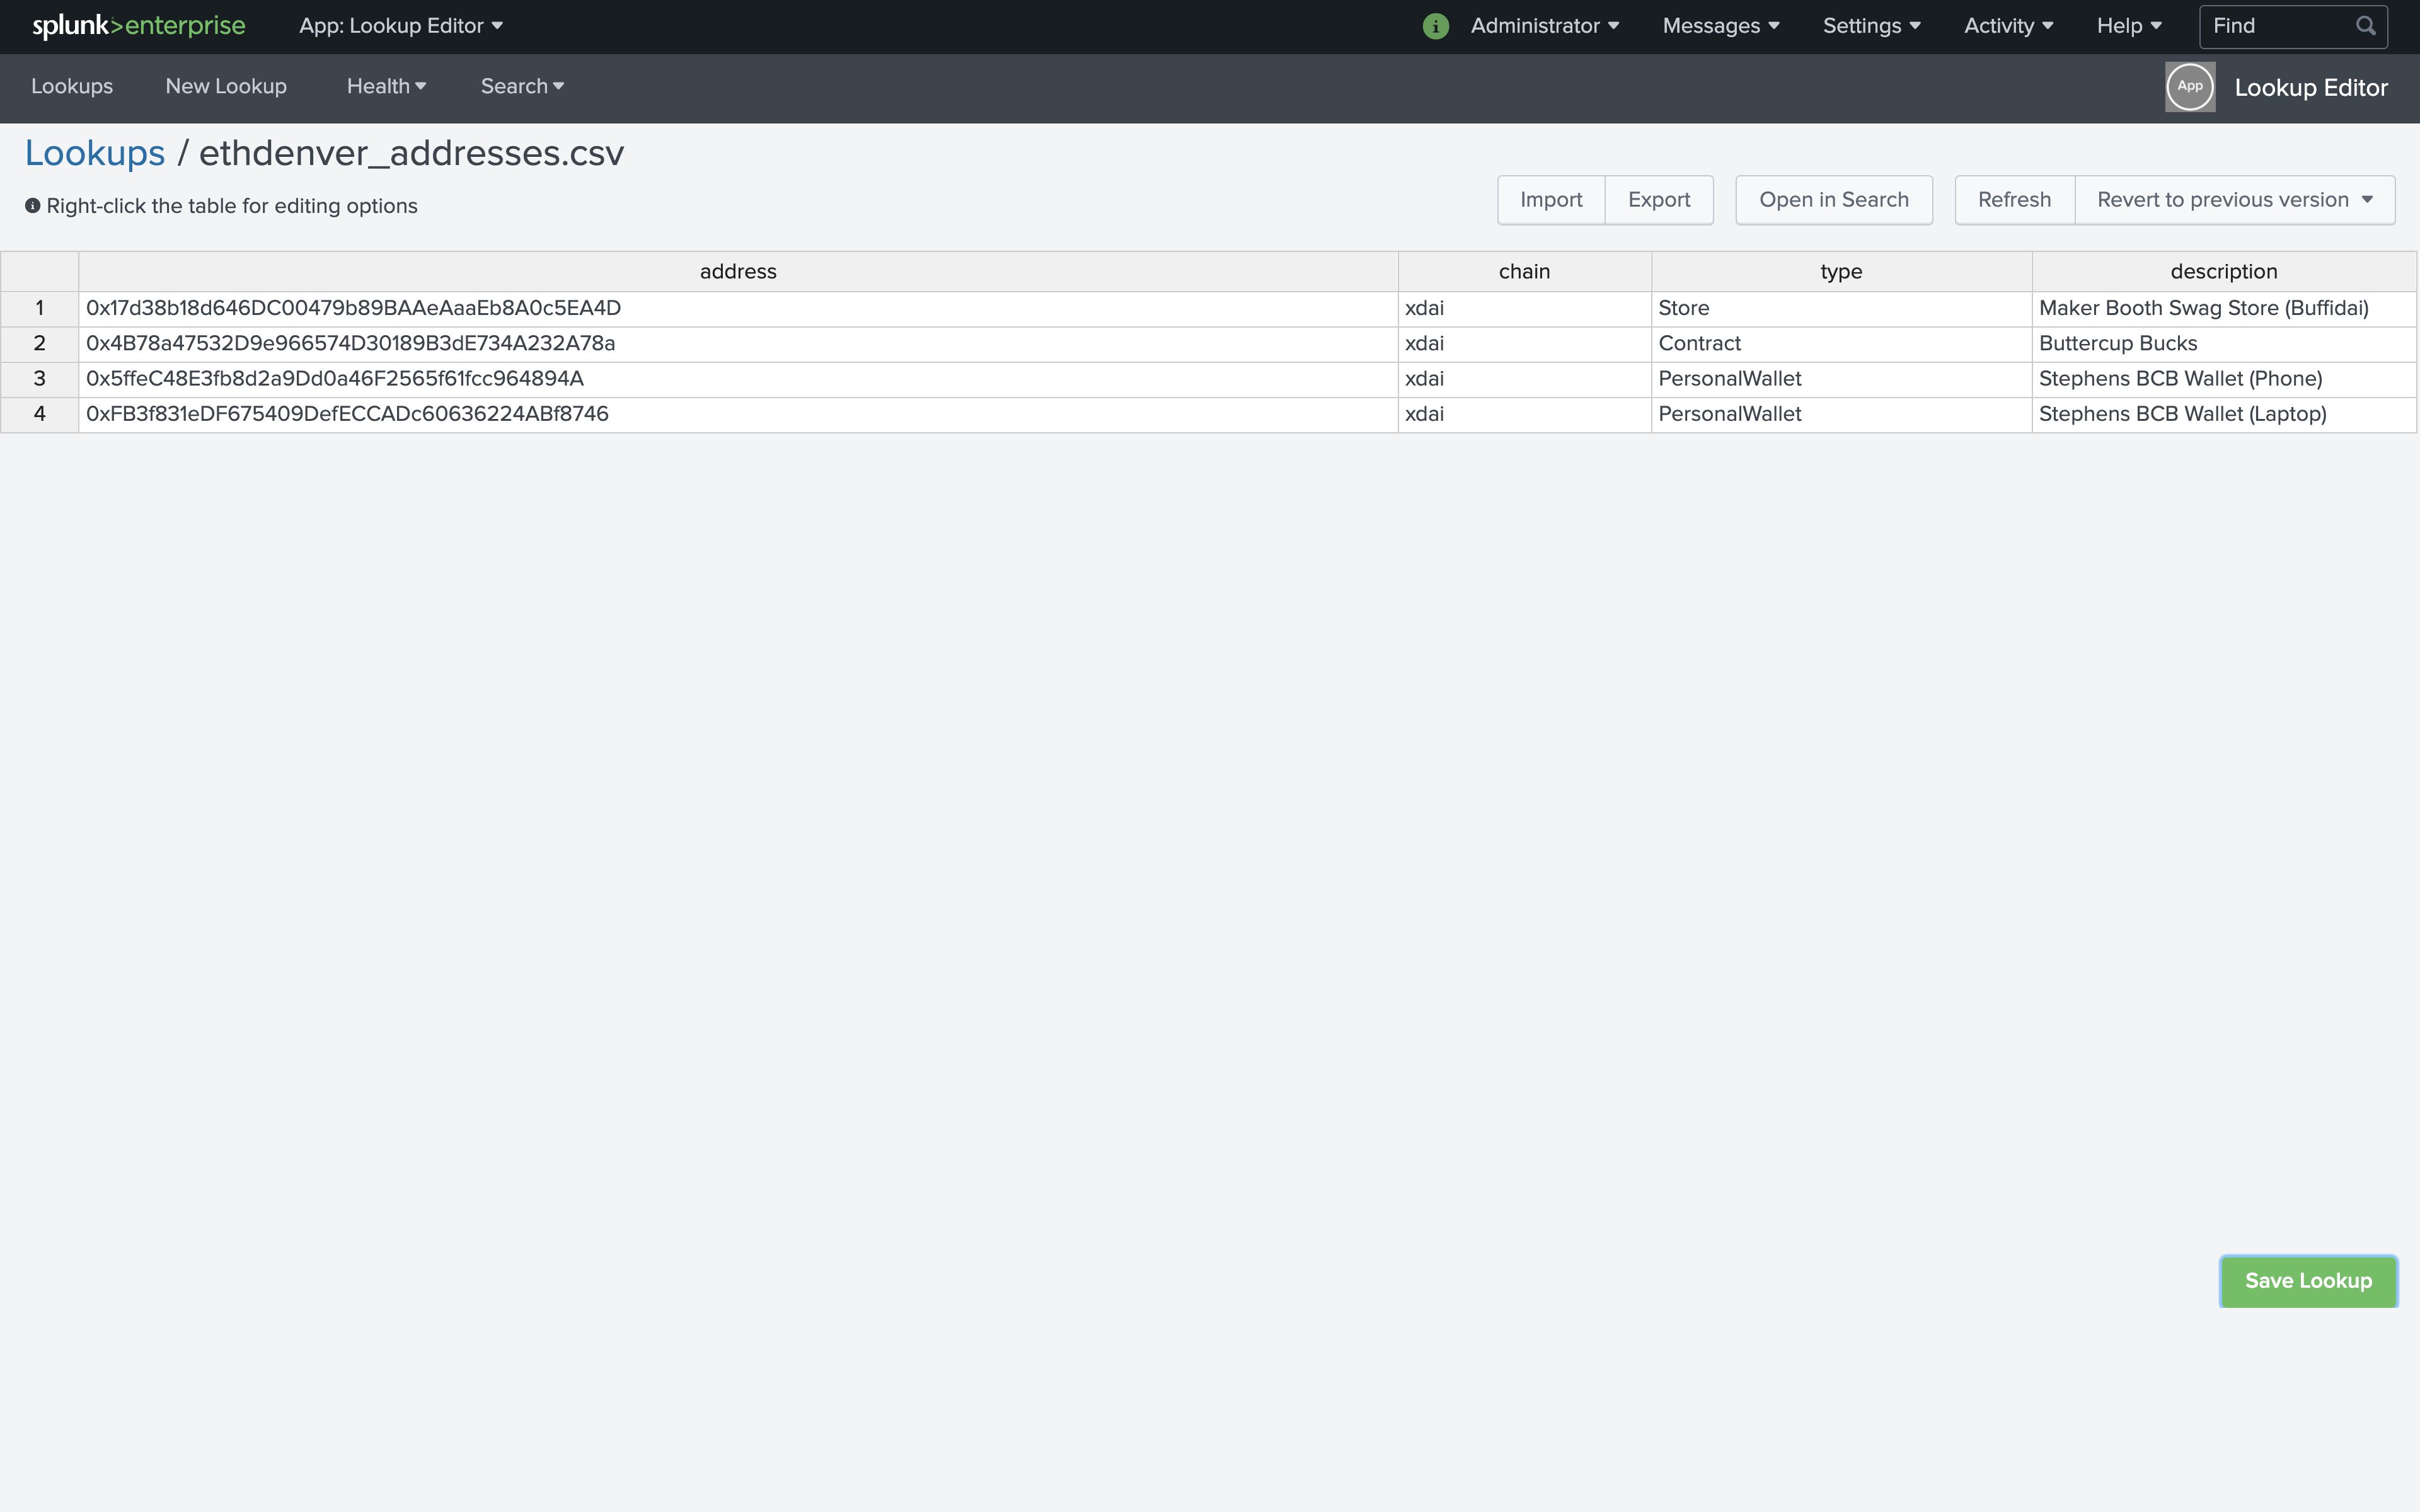 splunk>enterprise App: Lookup Editor i Administrator Messages Settings Activity Help Find
Lookups New Lookup Health Search App Lookup Editor
Lookups / ethdenver_addresses.csv
Right-click the table for editing options
Import Export Open in Search Refresh Revert to previous version
address chain type description
1 0x17d38b18d646DC00479b89BAAeAaaEb8A0c5EA4D xdai Store Maker Booth Swag Store (Buffidai)
2 0x4B78a47532D9e966574D30189B3dE734A232A78a xdai Contract Buttercup Bucks
3 0x5ffeC48E3fb8d2a9Dd0a46F2565f61fcc964894A xdai PersonalWallet Stephens BCB Wallet (Phone)
4 0xFB3f831eDF675409DefECCADc60636224ABf8746 xdai PersonalWallet Stephens BCB Wallet (Laptop)
Save Lookup